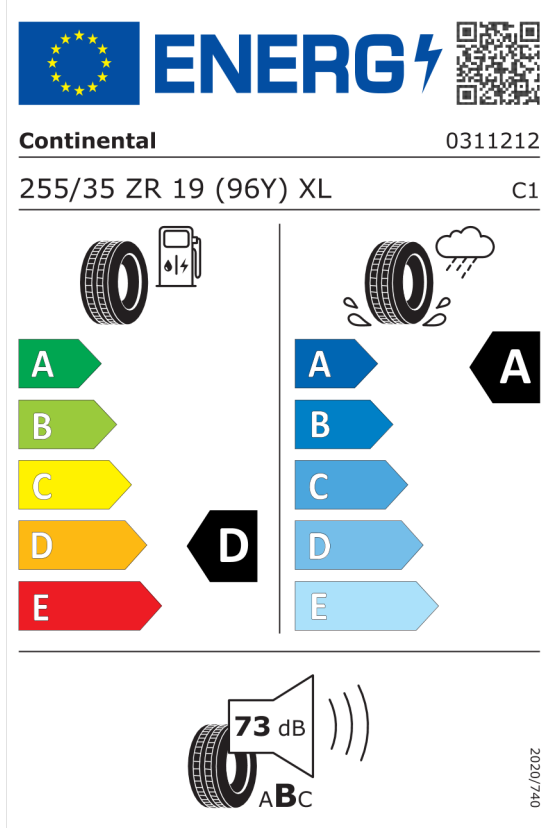 ENERG
Continental 0311212
255/35 ZR 19 (96Y) XL C1
A A A
B B
C C
D D D
E E
73 dB
ABC
2020/740